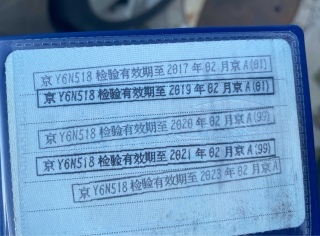 京Y6N518检验有效期至2017年02月京A(01)
京Y6N518检验有效期至2019年02月京A(01)
京Y6N518检验有效期至2020年02月京A(99)
京Y6N518检验有效期至2021年02月京A(99)
京Y6N518检验有效期至2023年02月京A